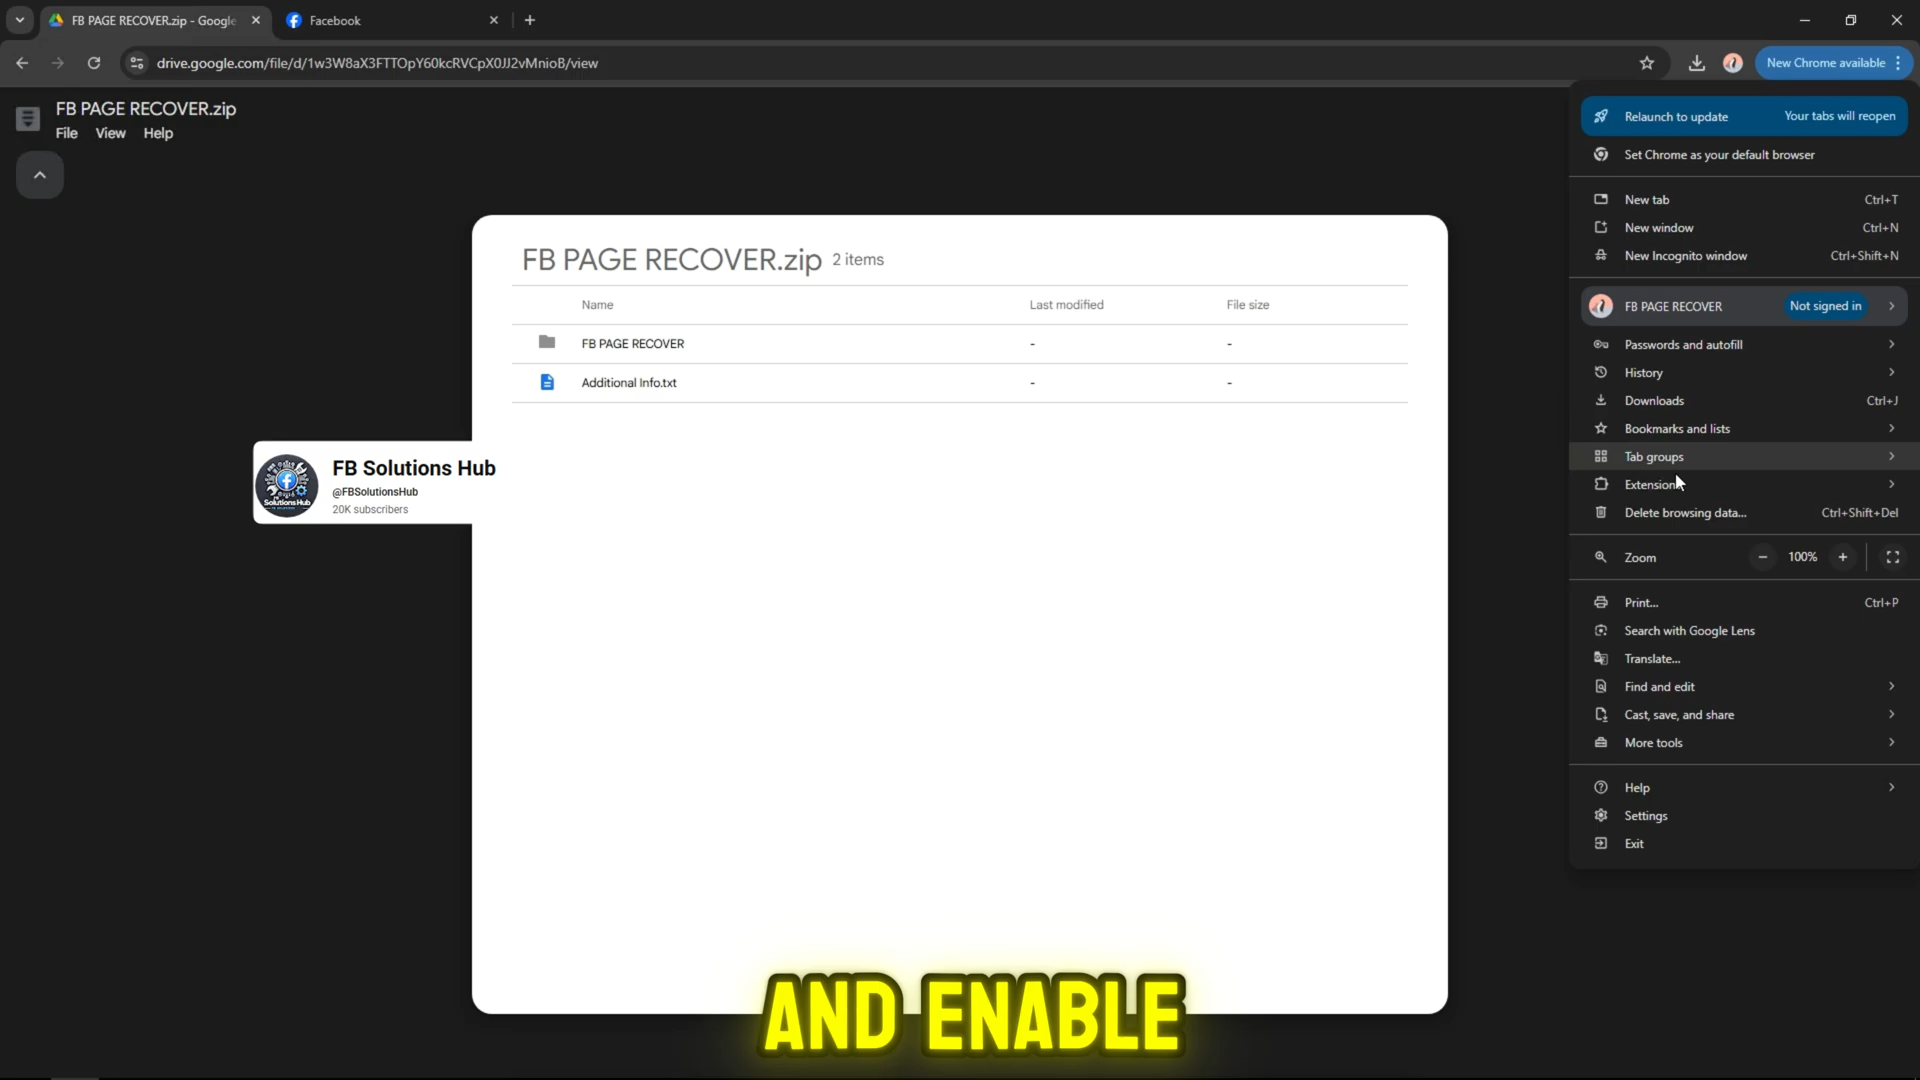 FB PAGE RECOVER.zip - Google
Facebook
drive.google.com/file/d/1w3W8aX3FTTOpY60kcRVCpX0JJ2vMnioB/view
New Chrome available
FB PAGE RECOVER.zip
File View Help
FB PAGE RECOVER.zip 2 items
Name Last modified File size
FB PAGE RECOVER - -
Additional Info.txt - -
FB Solutions Hub
@FBSolutionsHub
20K subscribers
Solutions Hub
Relaunch to update Your tabs will reopen
Set Chrome as your default browser
New tab Ctrl+T
New window Ctrl+N
New Incognito window Ctrl+Shift+N
FB PAGE RECOVER Not signed in
Passwords and autofill
History
Downloads Ctrl+J
Bookmarks and lists
Tab groups
Extension
Delete browsing data... Ctrl+Shift+Del
Zoom − 100% +
Print... Ctrl+P
Search with Google Lens
Translate...
Find and edit
Cast, save, and share
More tools
Help
Settings
Exit
AND ENABLE